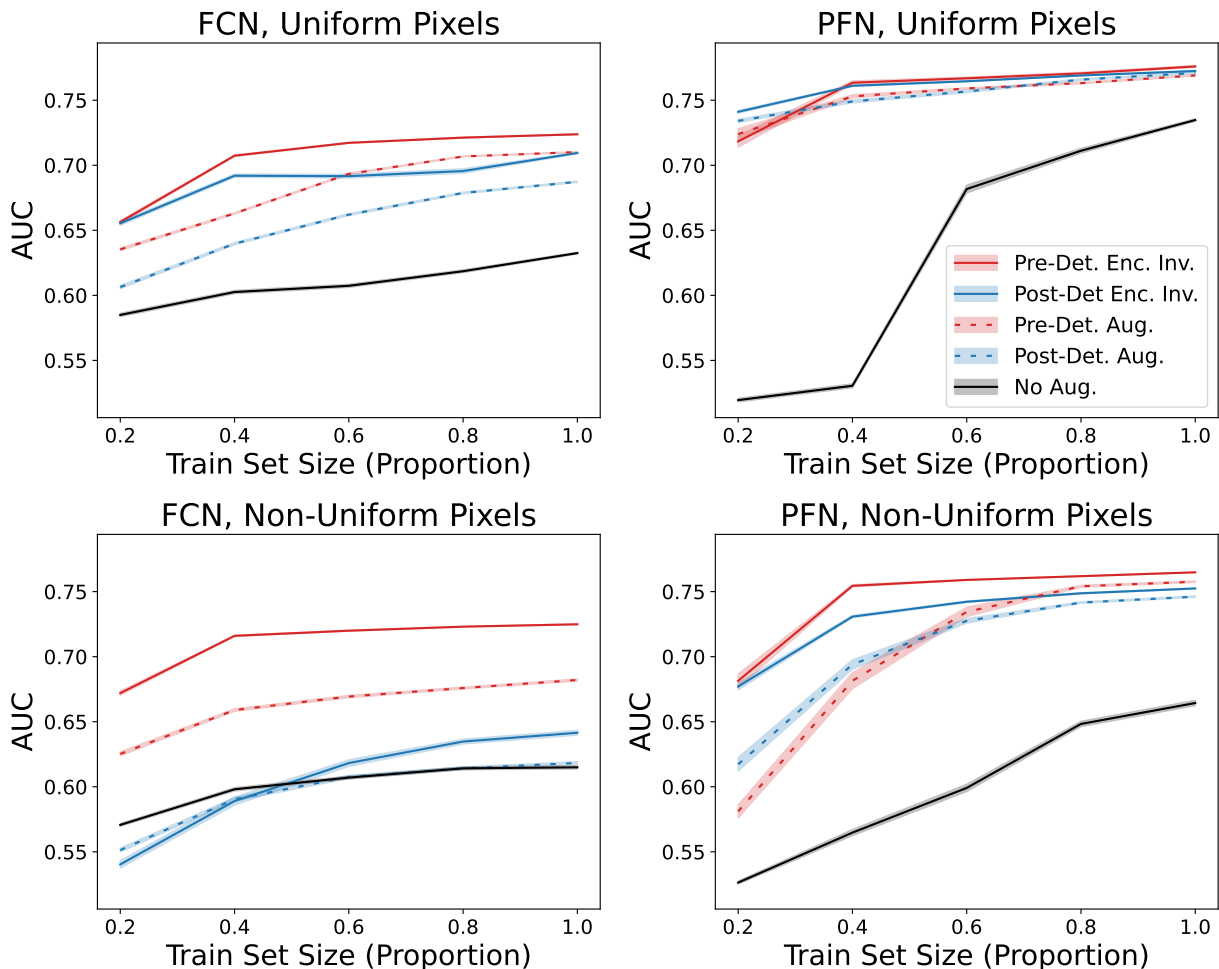 FCN, Uniform Pixels
AUC
0.75
0.70
0.65
0.60
0.55
0.2 0.4 0.6 0.8 1.0
Train Set Size (Proportion)
PFN, Uniform Pixels
AUC
0.75
0.70
0.65
0.60
0.55
Pre-Det. Enc. Inv.
Post-Det Enc. Inv.
Pre-Det. Aug.
Post-Det. Aug.
No Aug.
0.2 0.4 0.6 0.8 1.0
Train Set Size (Proportion)
FCN, Non-Uniform Pixels
AUC
0.75
0.70
0.65
0.60
0.55
0.2 0.4 0.6 0.8 1.0
Train Set Size (Proportion)
PFN, Non-Uniform Pixels
AUC
0.75
0.70
0.65
0.60
0.55
0.2 0.4 0.6 0.8 1.0
Train Set Size (Proportion)